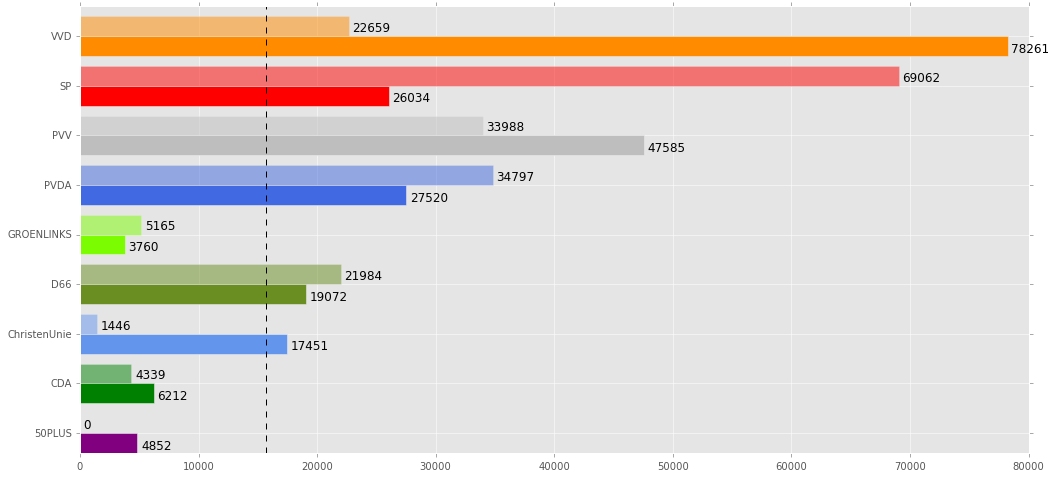 22659
VVD
78261
69062
SP
26034
33988
PVV
47585
34797
PVDA
27520
5165
GROENLINKS
3760
21984
D66
19072
1446
ChristenUnie
17451
4339
CDA
6212
0
50PLUS
4852
0 10000 20000 30000 40000 50000 60000 70000 80000